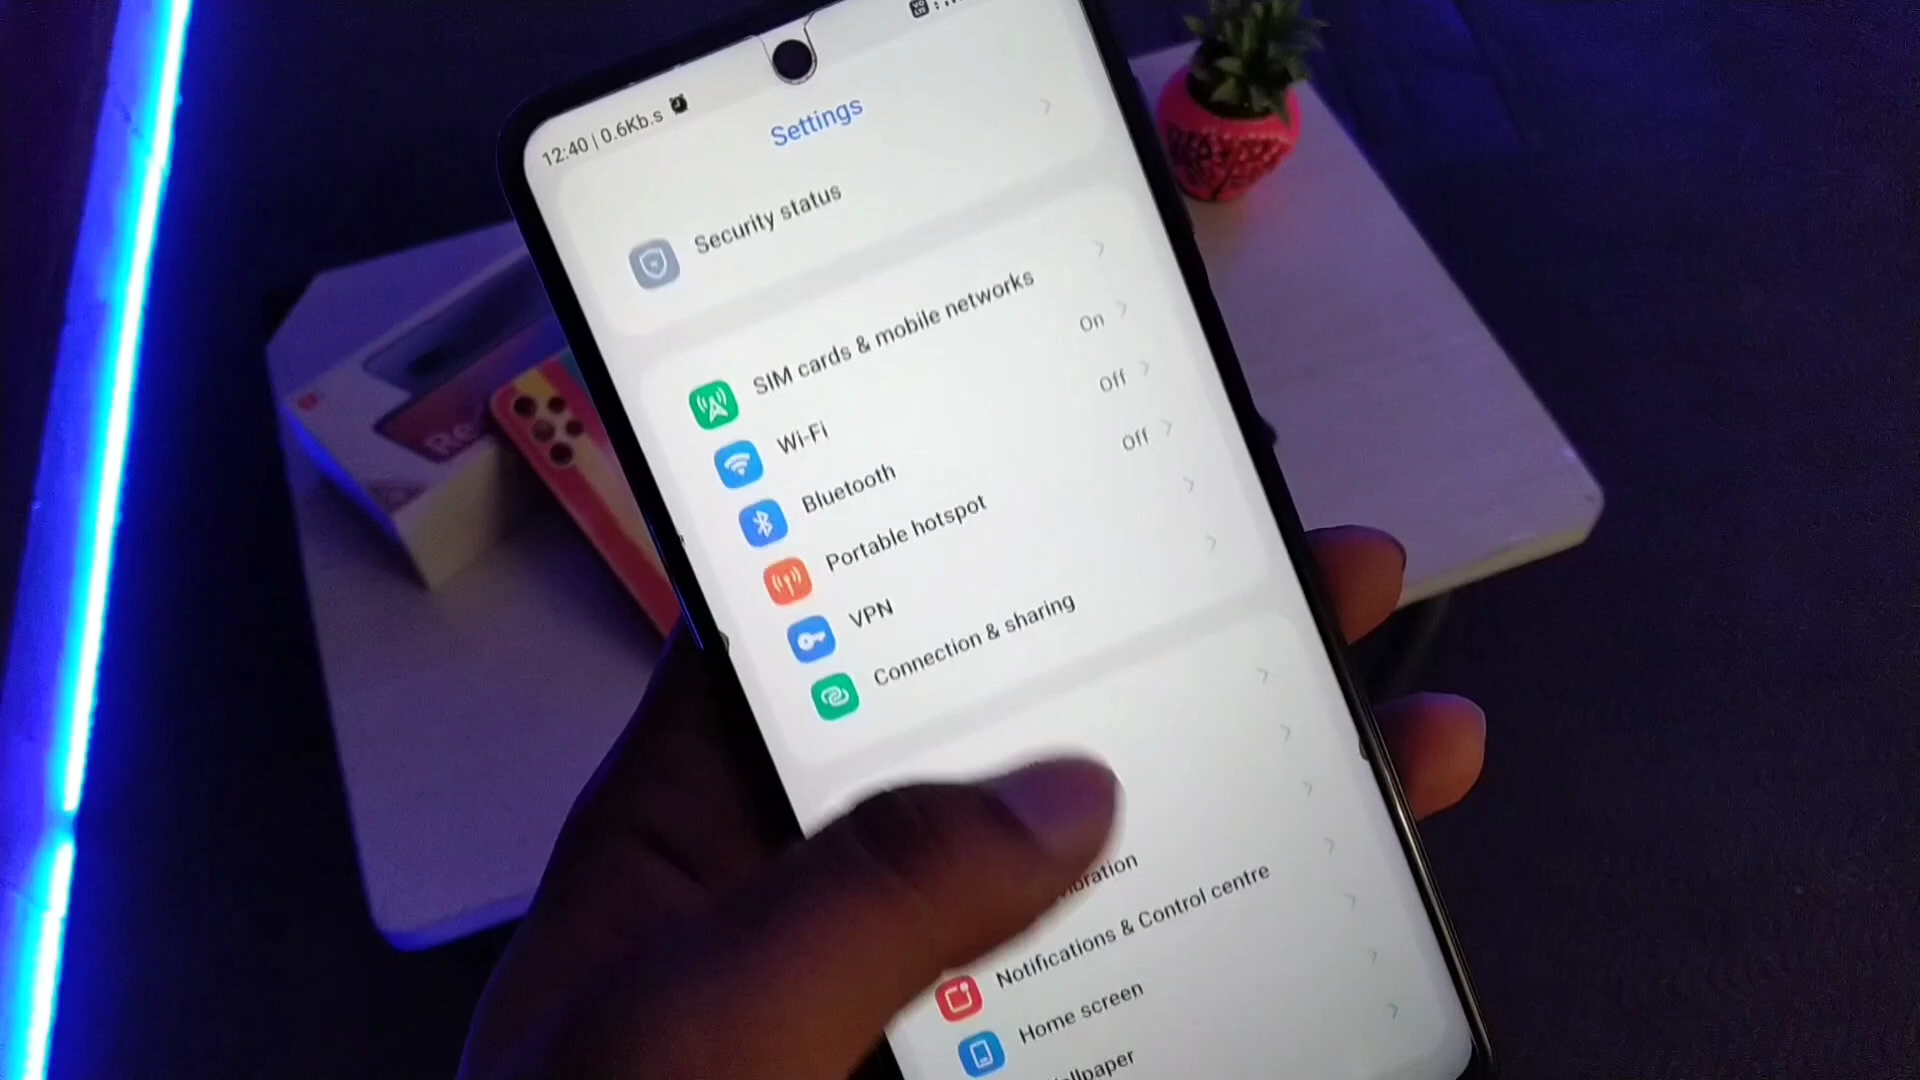 12:40 | 0.6Kb.s
Settings
Security status
SIM cards & mobile networks
Wi-Fi
On
Bluetooth
Off
Portable hotspot
Off
VPN
Connection & sharing
Notifications & Control centre
Home screen